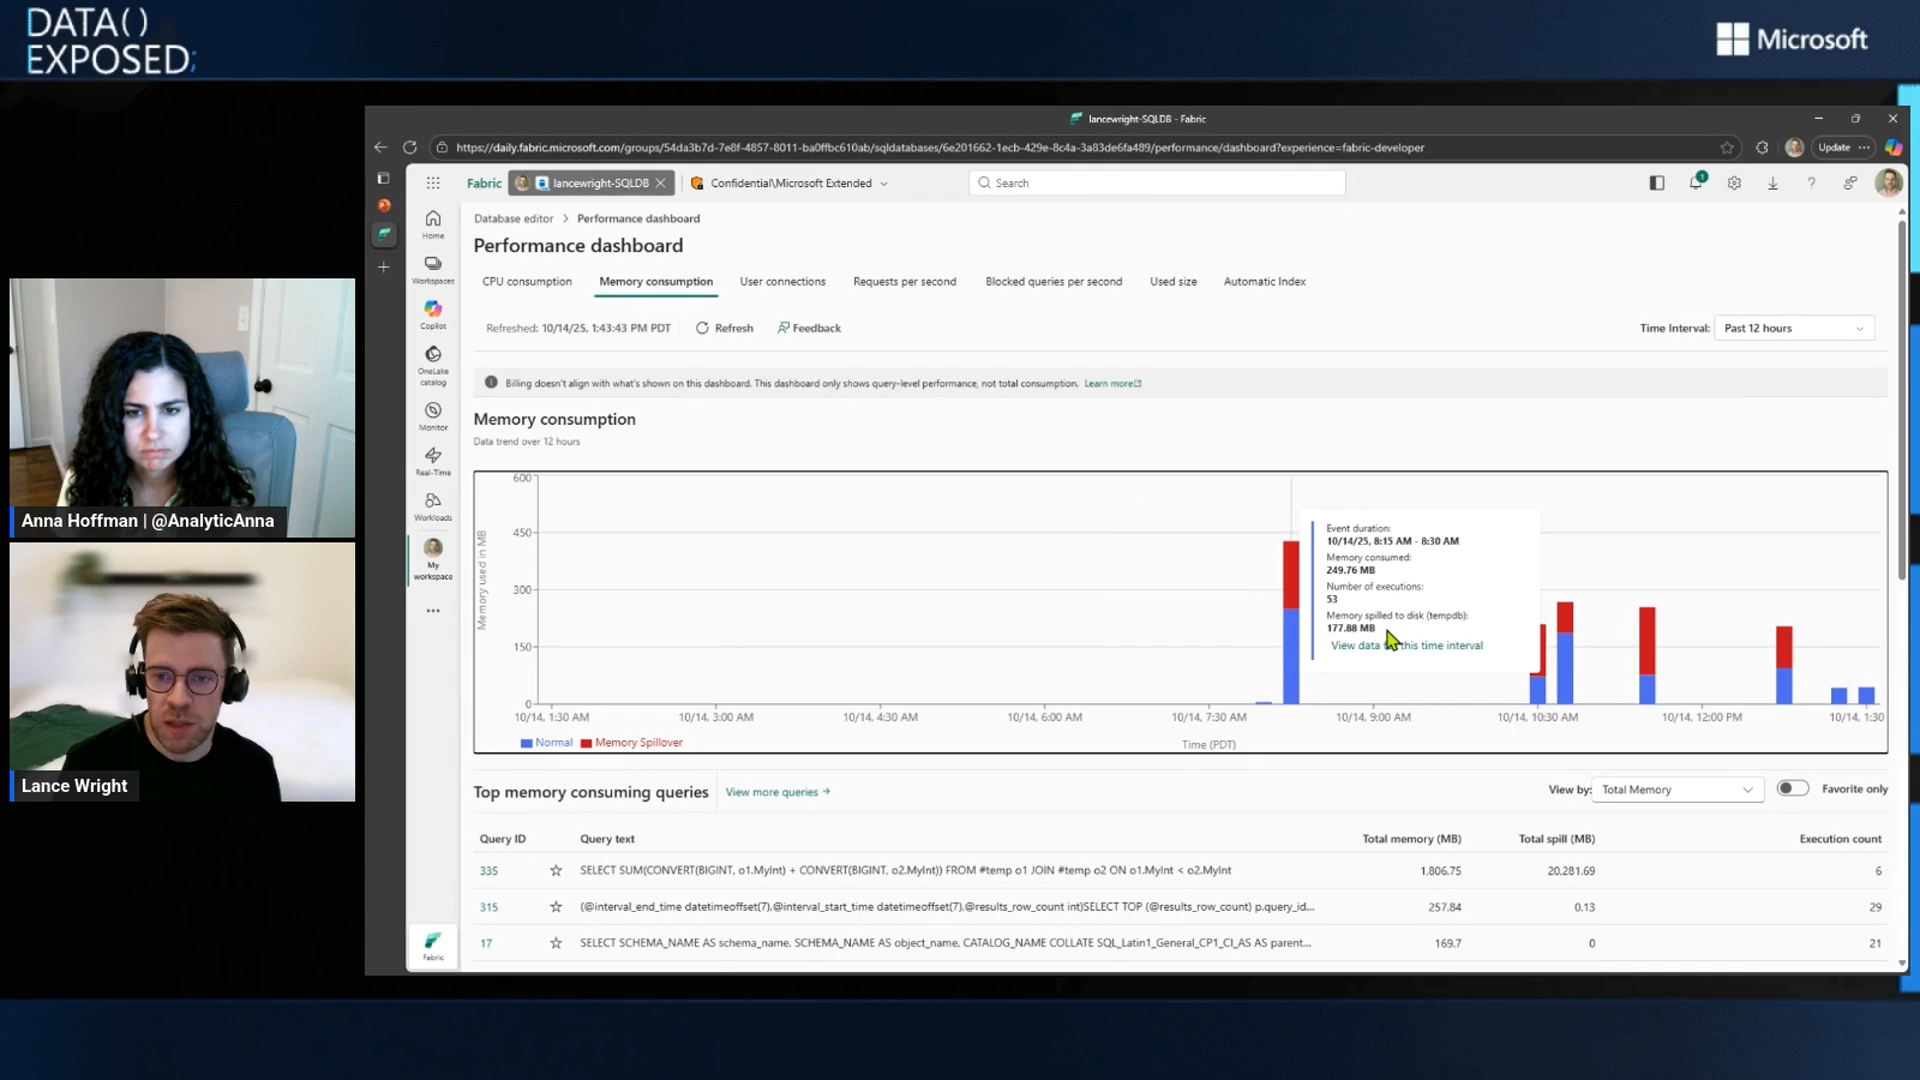 DATA()
EXPOSED;
Microsoft
lancewright-SQLDB - Fabric
https://daily.fabric.microsoft.com/groups/54da3b7d-7e8f-4857-8011-ba0ffbc610ab/sqldatabases/6e201662-1ecb-429e-8c4a-3a83de6fa489/performance/dashboard?experience=fabric-developer
Update
Fabric
lancewright-SQLDB
Confidential\Microsoft Extended
Search
1
Home
Workspaces
Copilot
OneLake
catalog
Monitor
Real-Time
Workloads
My
workspace
Fabric
Database editor > Performance dashboard
Performance dashboard
CPU consumption
Memory consumption
User connections
Requests per second
Blocked queries per second
Used size
Automatic Index
Refreshed: 10/14/25, 1:43:43 PM PDT
Refresh
Feedback
Time Interval: Past 12 hours
Billing doesn't align with what's shown on this dashboard. This dashboard only shows query-level performance, not total consumption. Learn more
Memory consumption
Data trend over 12 hours
Memory used in MB
600
450
300
150
0
Event duration:
10/14/25, 8:15 AM - 8:30 AM
Memory consumed:
249.76 MB
Number of executions:
53
Memory spilled to disk (tempdb):
177.88 MB
View data this time interval
10/14, 1:30 AM
10/14, 3:00 AM
10/14, 4:30 AM
10/14, 6:00 AM
10/14, 7:30 AM
10/14, 9:00 AM
10/14, 10:30 AM
10/14, 12:00 PM
10/14, 1:30
Normal
Memory Spillover
Time (PDT)
Top memory consuming queries
View more queries
View by: Total Memory
Favorite only
Query ID Query text Total memory (MB) Total spill (MB) Execution count
335 SELECT SUM(CONVERT(BIGINT, o1.MyInt) + CONVERT(BIGINT, o2.MyInt)) FROM #temp o1 JOIN #temp o2 ON o1.MyInt < o2.MyInt 1,806.75 20,281.69 6
315 (@interval_end_time datetimeoffset(7),@interval_start_time datetimeoffset(7),@results_row_count int)SELECT TOP (@results_row_count) p.query_id... 257.84 0.13 29
17 SELECT SCHEMA_NAME AS schema_name, SCHEMA_NAME AS object_name, CATALOG_NAME COLLATE SQL_Latin1_General_CP1_CI_AS AS parent... 169.7 0 21
Anna Hoffman | @AnalyticAnna
Lance Wright